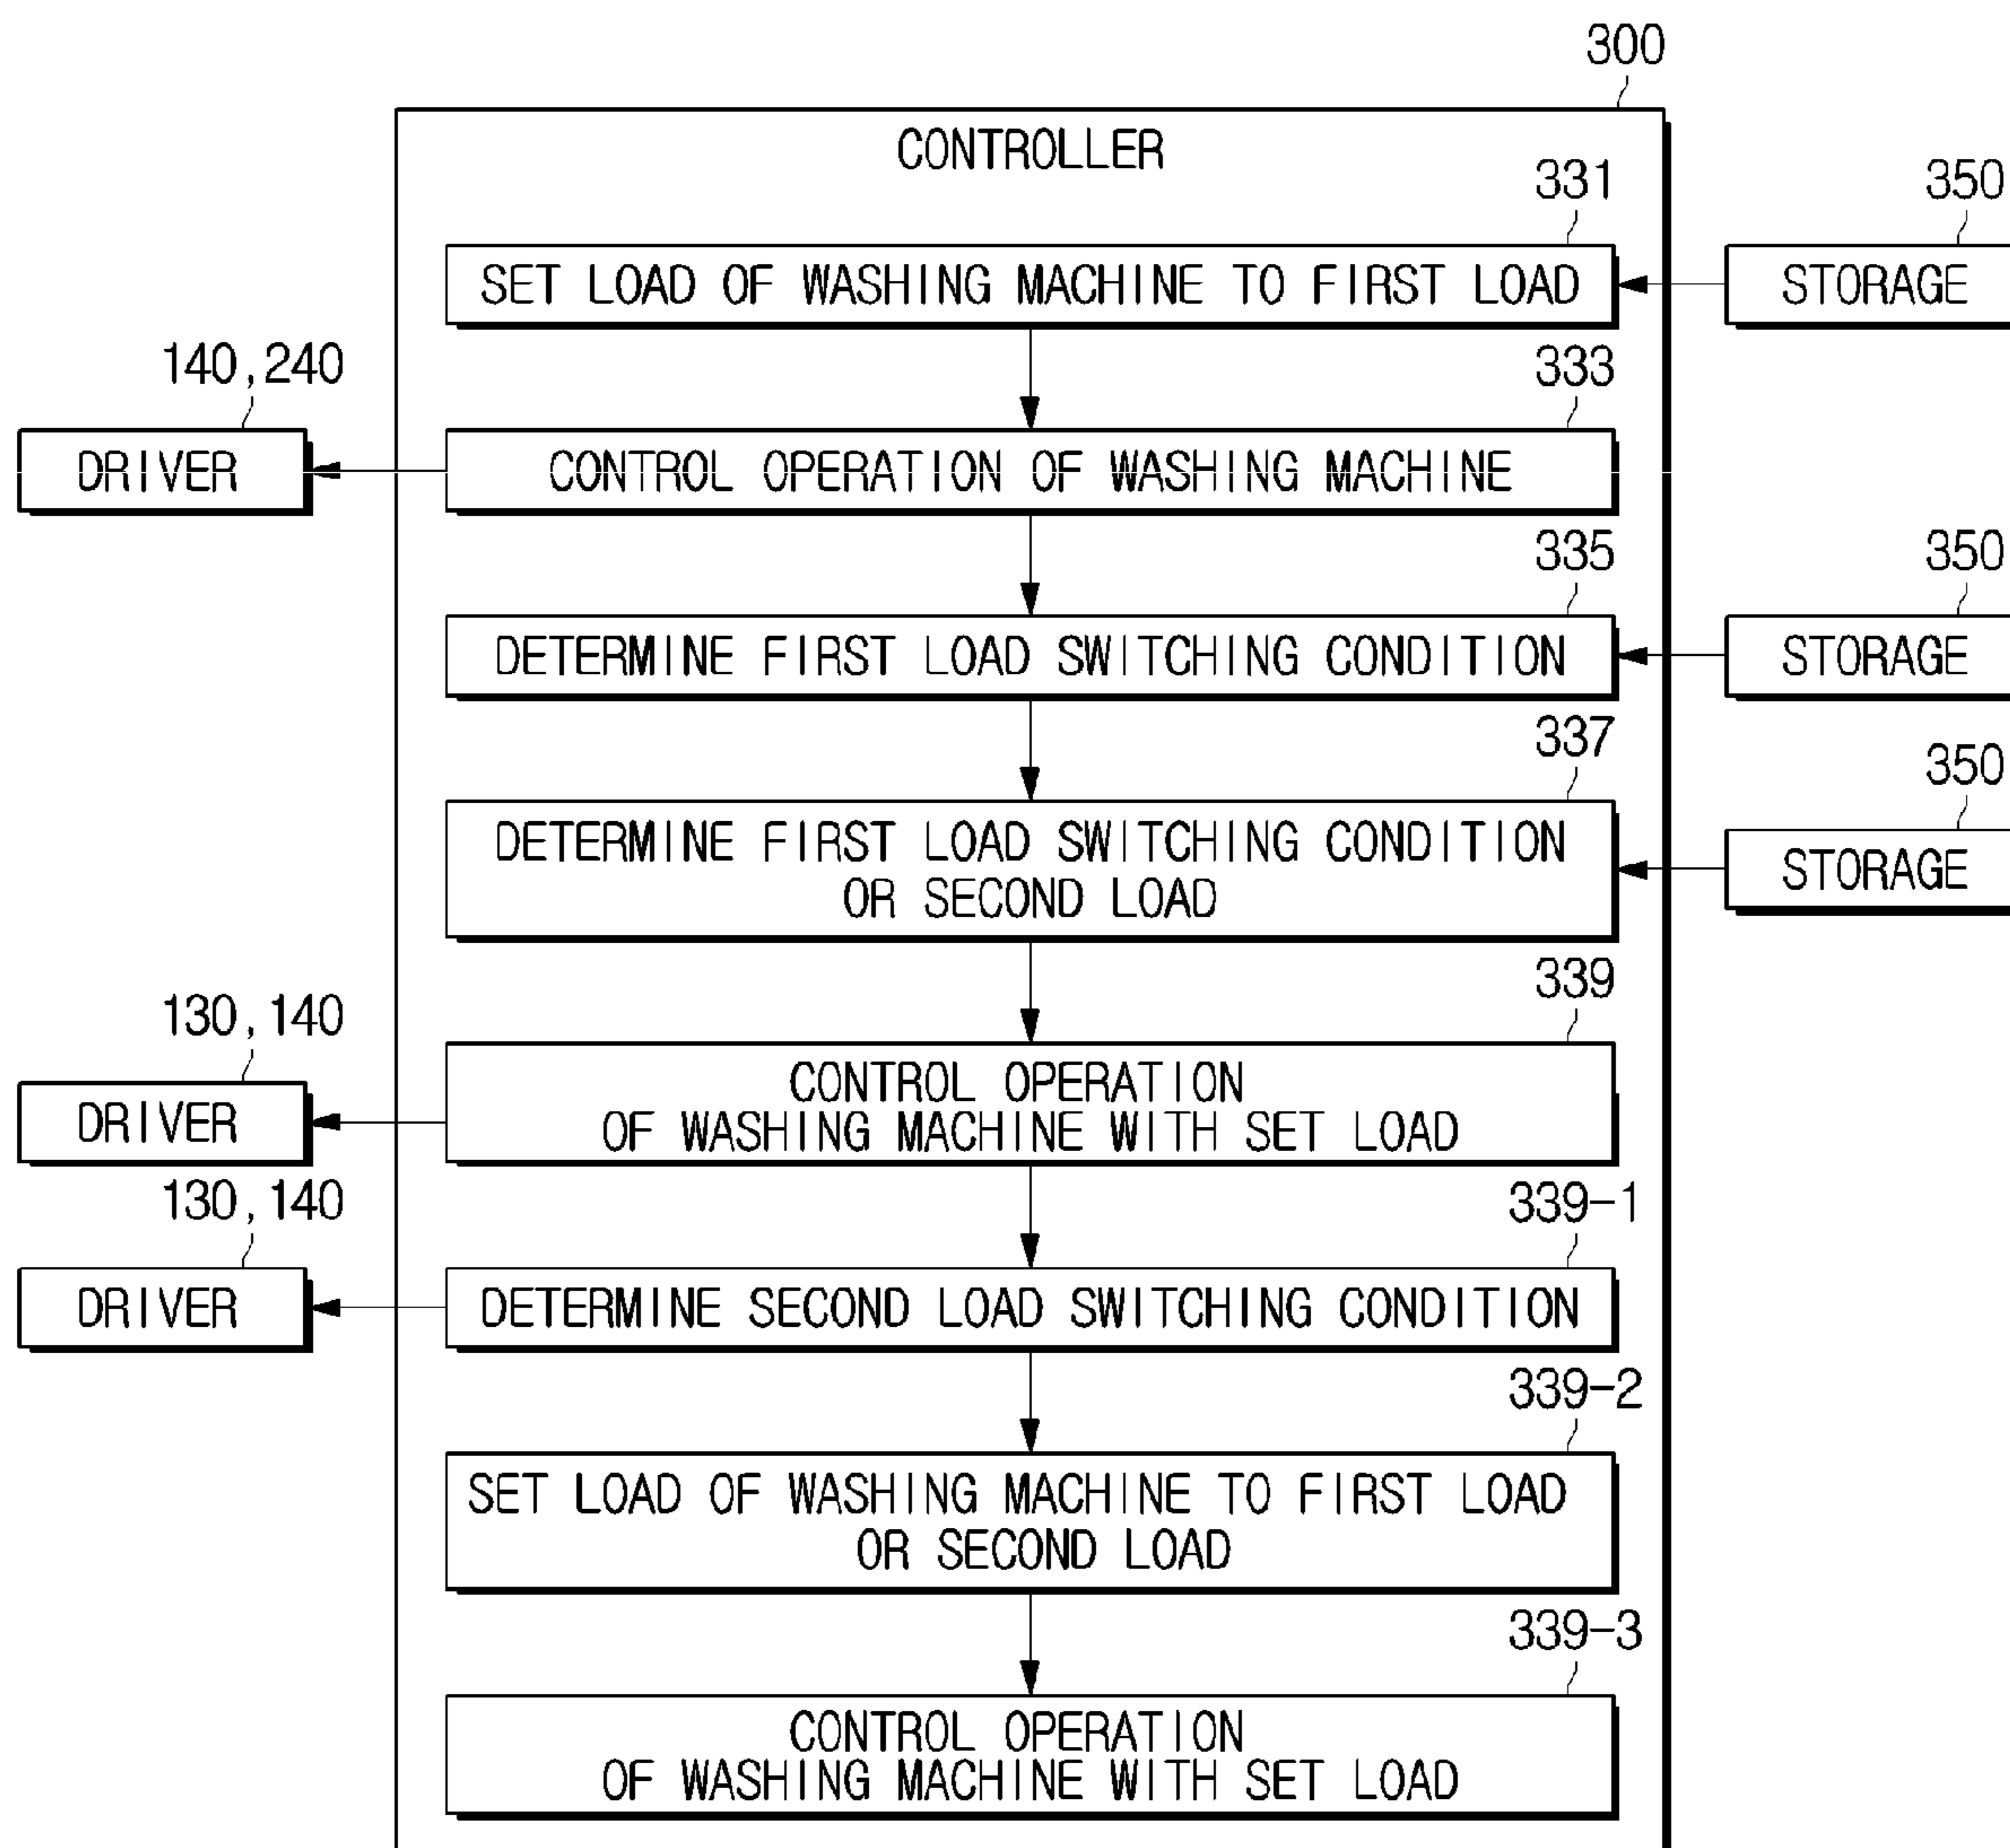 300
CONTROLLER
331
350
SET LOAD OF WASHING MACHINE TO FIRST LOAD
STORAGE
140,240
333
DRIVER
CONTROL OPERATION OF WASHING MACHINE
335
350
DETERMINE FIRST LOAD SWITCHING CONDITION
STORAGE
337
350
DETERMINE FIRST LOAD SWITCHING CONDITION
OR SECOND LOAD
STORAGE
339
130,140
DRIVER
CONTROL OPERATION
OF WASHING MACHINE WITH SET LOAD
130,140
339-1
DRIVER
DETERMINE SECOND LOAD SWITCHING CONDITION
339-2
SET LOAD OF WASHING MACHINE TO FIRST LOAD
OR SECOND LOAD
339-3
CONTROL OPERATION
OF WASHING MACHINE WITH SET LOAD